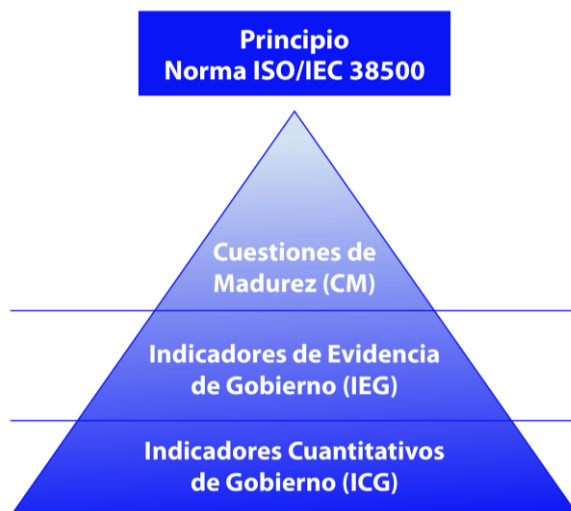 Principio
Norma ISO/IEC 38500
Cuestiones de
Madurez (CM)
Indicadores de Evidencia
de Gobierno (IEG)
Indicadores Cuantitativos
de Gobierno (ICG)